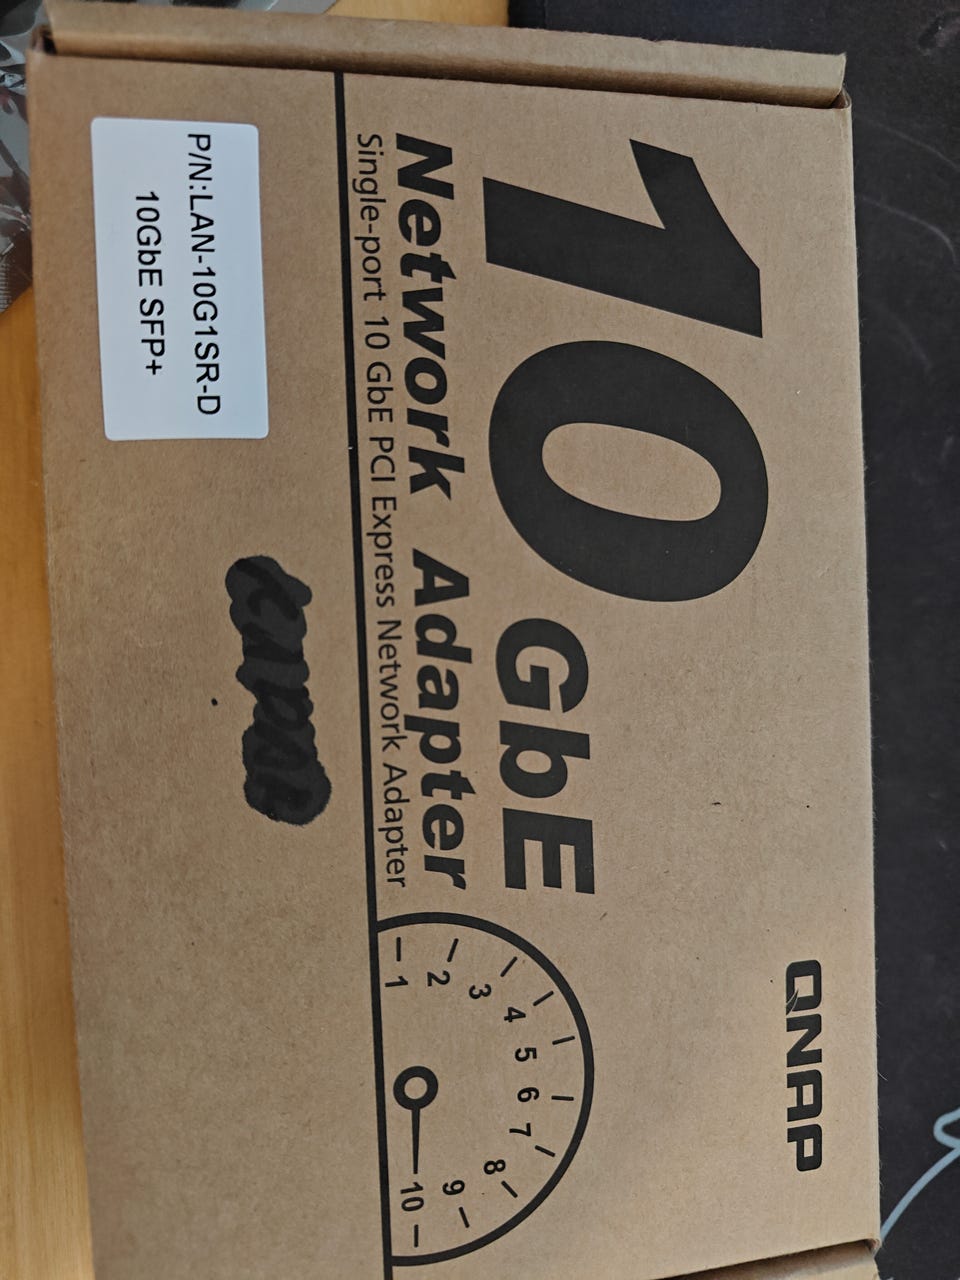 QNAP
10 GbE
Network Adapter
Single-port 10 GbE PCI Express Network Adapter
1 2 3 4 5 6 7 8 9 10
P/N:LAN-10G1SR-D
10GbE SFP+